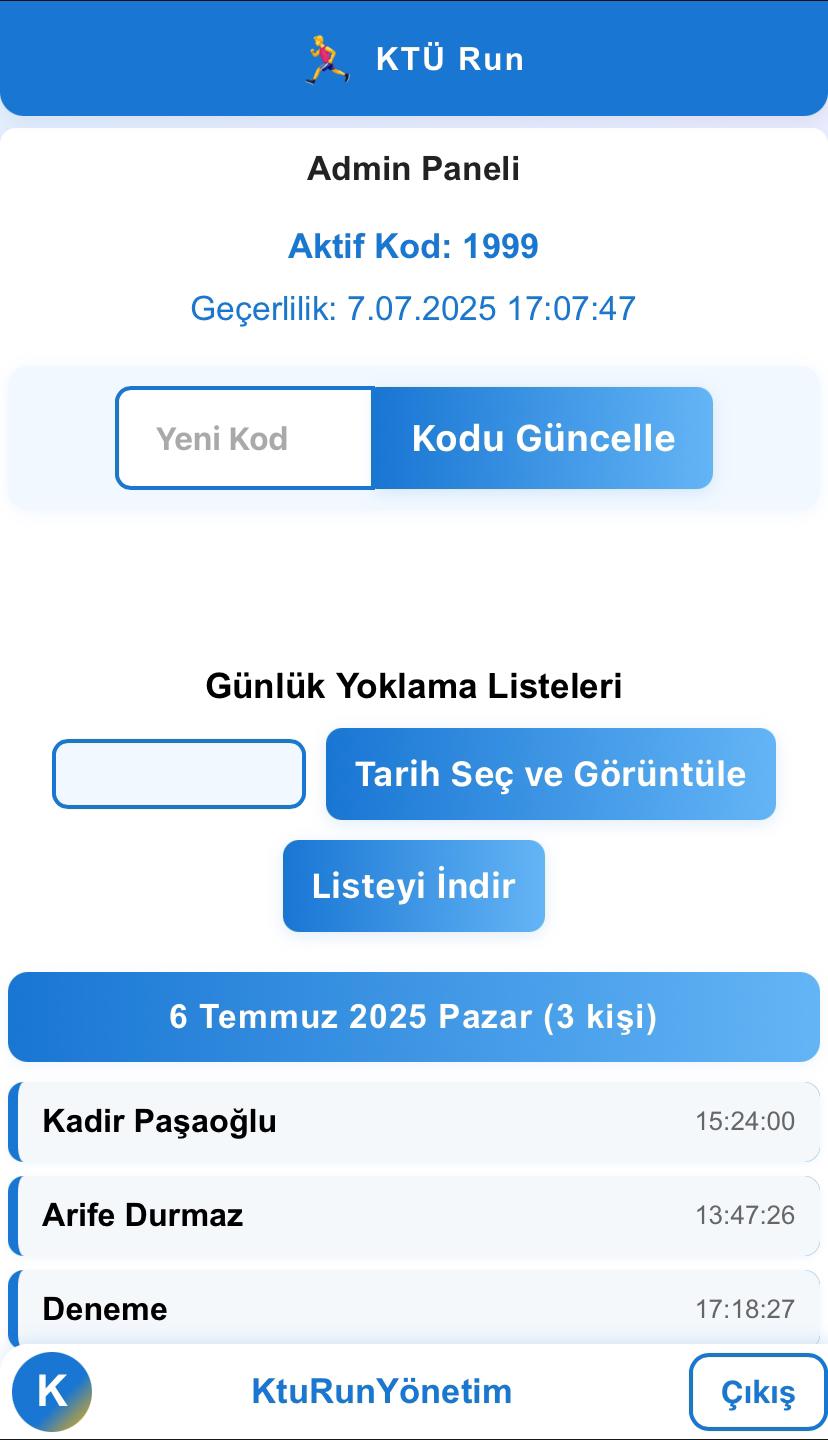 KTÜ Run
Admin Paneli
Aktif Kod: 1999
Geçerlilik: 7.07.2025 17:07:47
Yeni Kod
Kodu Güncelle
Günlük Yoklama Listeleri
Tarih Seç ve Görüntüle
Listeyi İndir
6 Temmuz 2025 Pazar (3 kişi)
Kadir Paşaoğlu 15:24:00
Arife Durmaz 13:47:26
Deneme 17:18:27
K
KtuRunYönetim
Çıkış